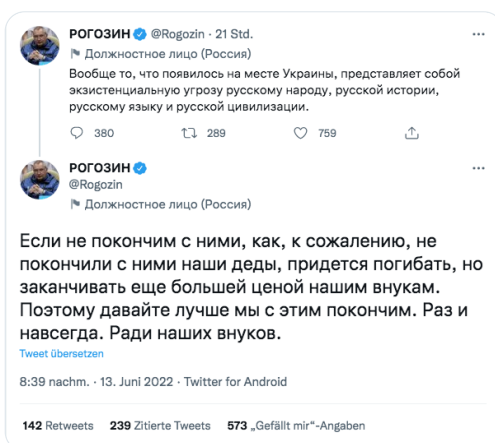 РОГОЗИН @Rogozin · 21 Std.
Должностное лицо (Россия)
Вообще то, что появилось на месте Украины, представляет собой
экзистенциальную угрозу русскому народу, русской истории,
русскому языку и русской цивилизации.
380 289 759
РОГОЗИН
@Rogozin
Должностное лицо (Россия)
Если не покончим с ними, как, к сожалению, не
покончили с ними наши деды, придется погибать, но
заканчивать еще большей ценой нашим внукам.
Поэтому давайте лучше мы с этим покончим. Раз и
навсегда. Ради наших внуков.
Tweet übersetzen
8:39 nachm. · 13. Juni 2022 · Twitter for Android
142 Retweets 239 Zitierte Tweets 573 „Gefällt mir“-Angaben